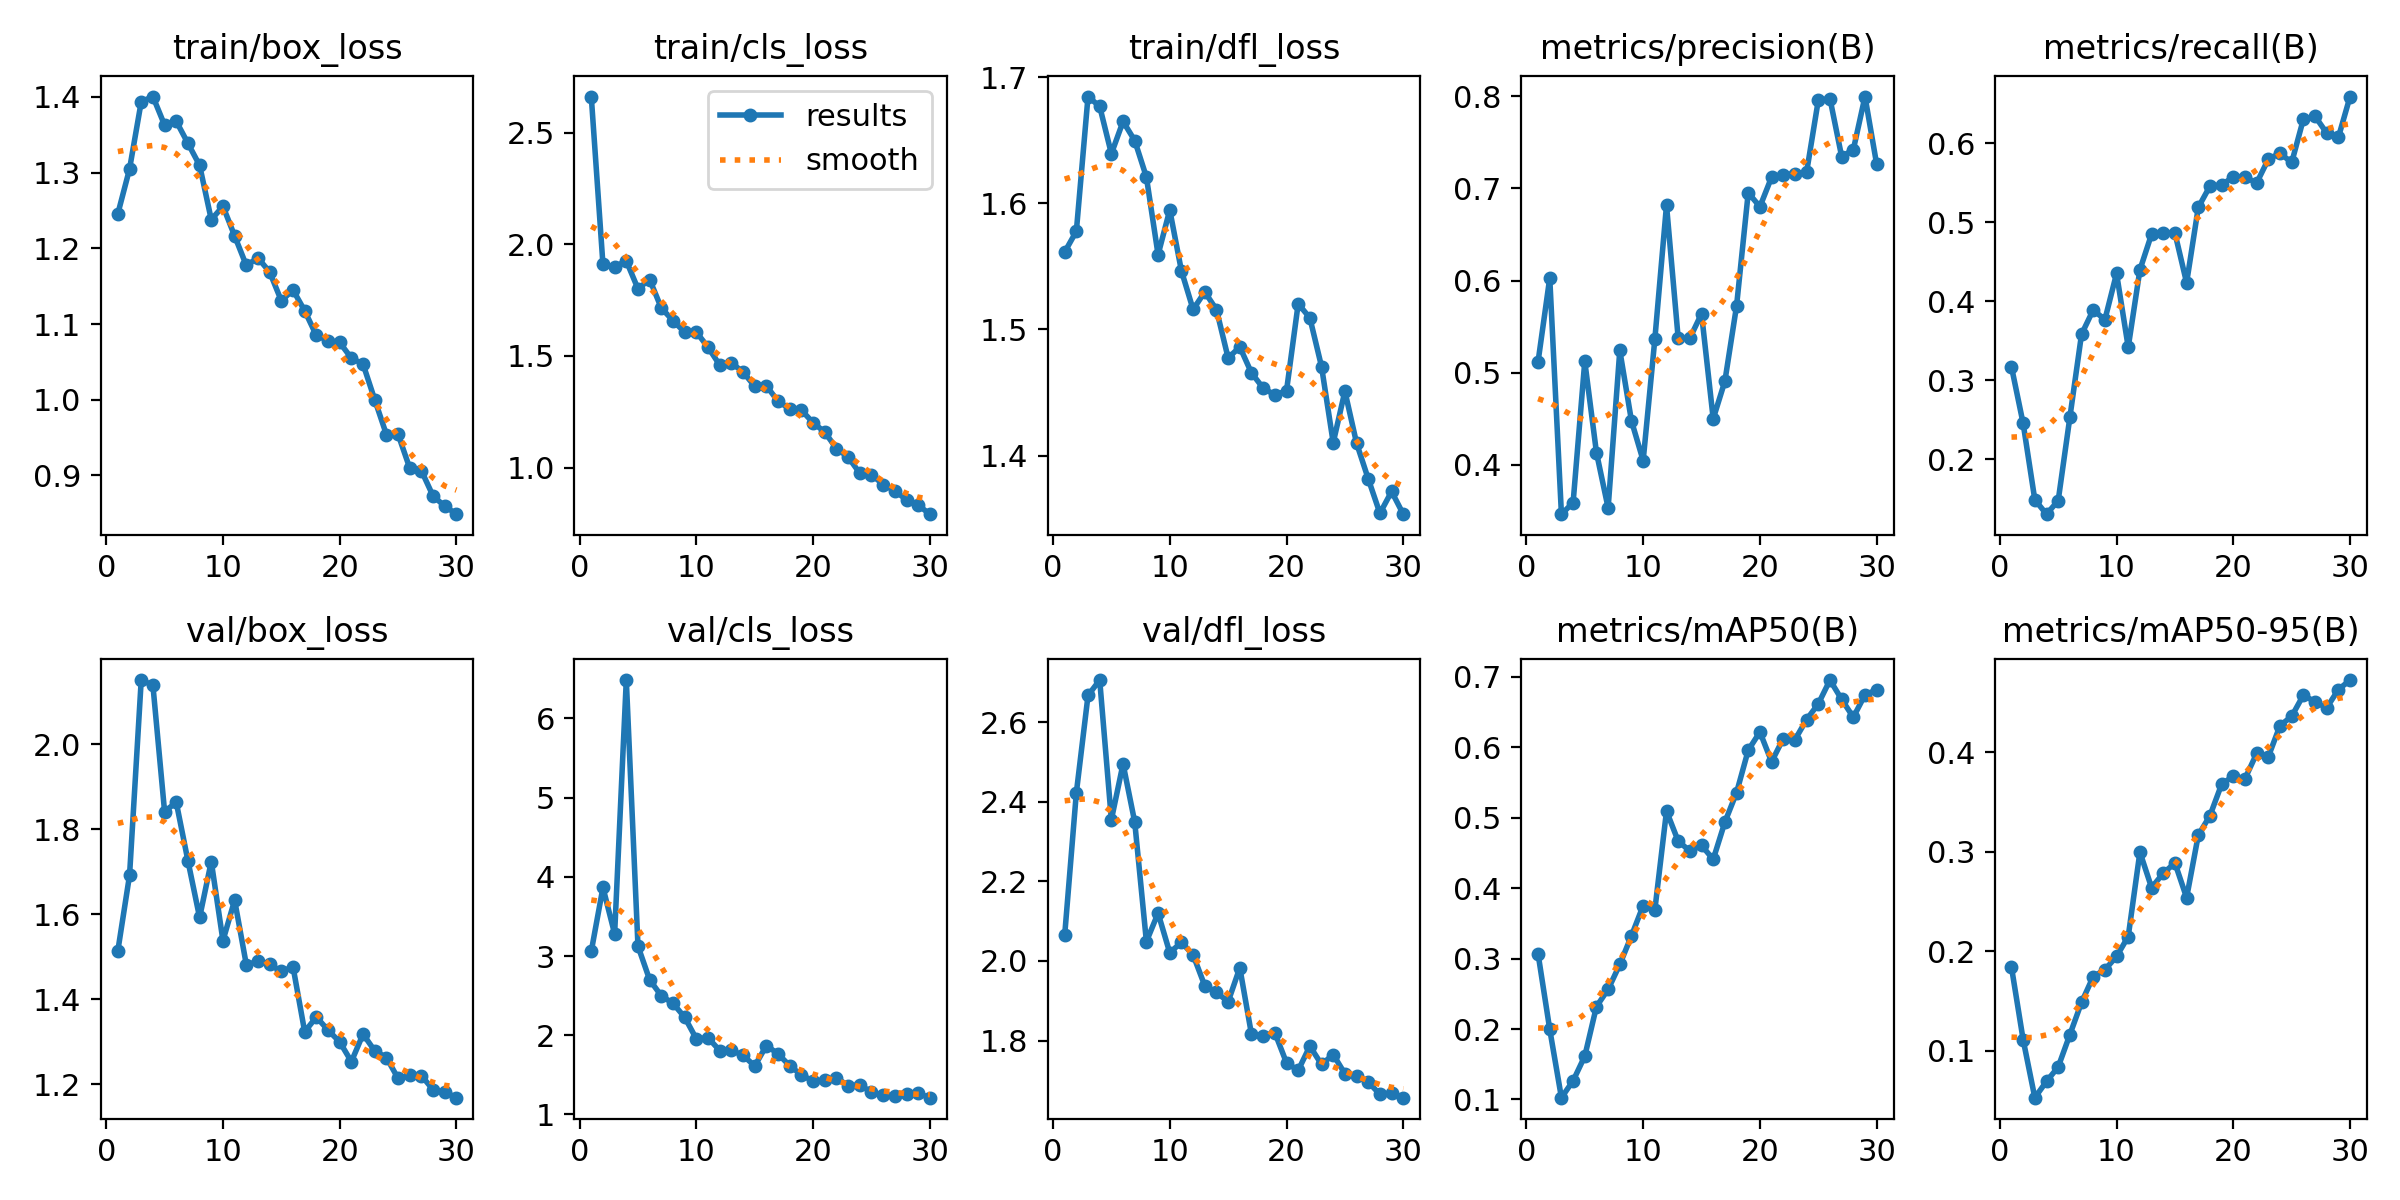 train/box_loss
train/cls_loss
train/dfl_loss
metrics/precision(B)
metrics/recall(B)
1.4
1.3
1.2
1.1
1.0
0.9
0 10 20 30
results
smooth
2.5
2.0
1.5
1.0
0 10 20 30
1.7
1.6
1.5
1.4
0 10 20 30
0.8
0.7
0.6
0.5
0.4
0 10 20 30
0.6
0.5
0.4
0.3
0.2
0 10 20 30
val/box_loss
val/cls_loss
val/dfl_loss
metrics/mAP50(B)
metrics/mAP50-95(B)
2.0
1.8
1.6
1.4
1.2
0 10 20 30
6
5
4
3
2
1
0 10 20 30
2.6
2.4
2.2
2.0
1.8
0 10 20 30
0.7
0.6
0.5
0.4
0.3
0.2
0.1
0 10 20 30
0.4
0.3
0.2
0.1
0 10 20 30